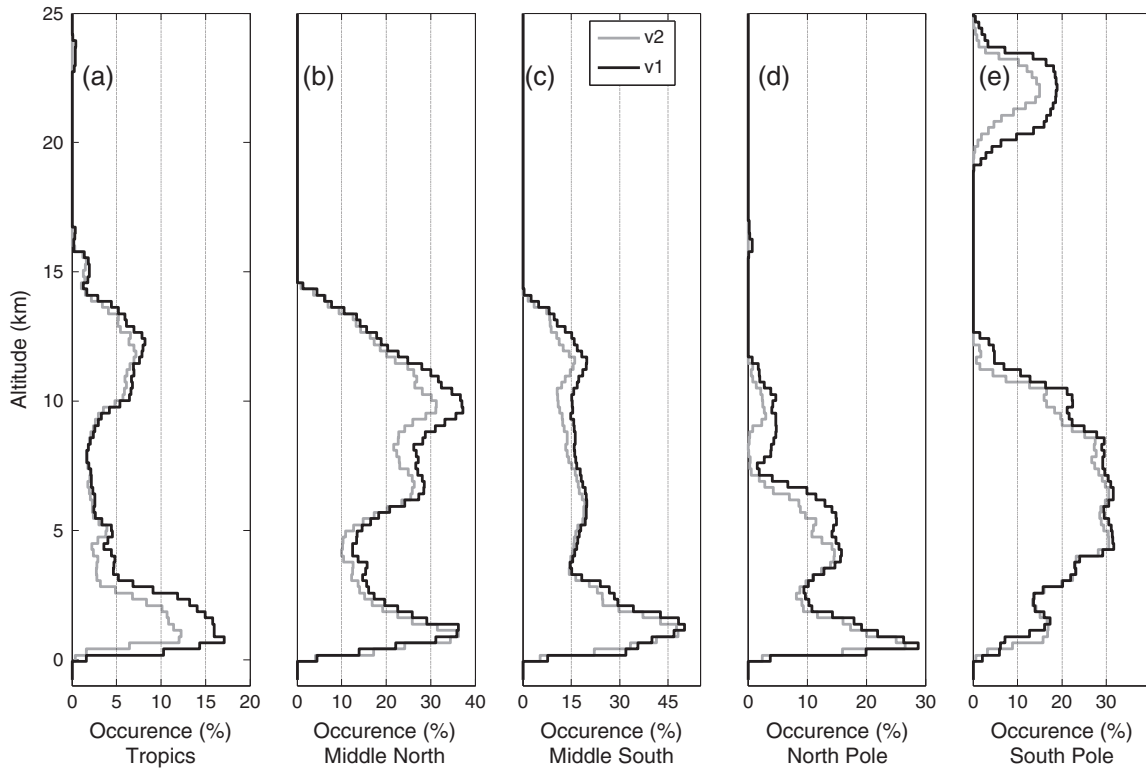 25
20
15
10
5
0
Altitude (km)
(a)
(b)
(c)
(d)
(e)
v2
v1
0 5 10 15 20
0 10 20 30 40
0 15 30 45
0 10 20 30
0 10 20 30
Occurence (%)
Tropics
Occurence (%)
Middle North
Occurence (%)
Middle South
Occurence (%)
North Pole
Occurence (%)
South Pole